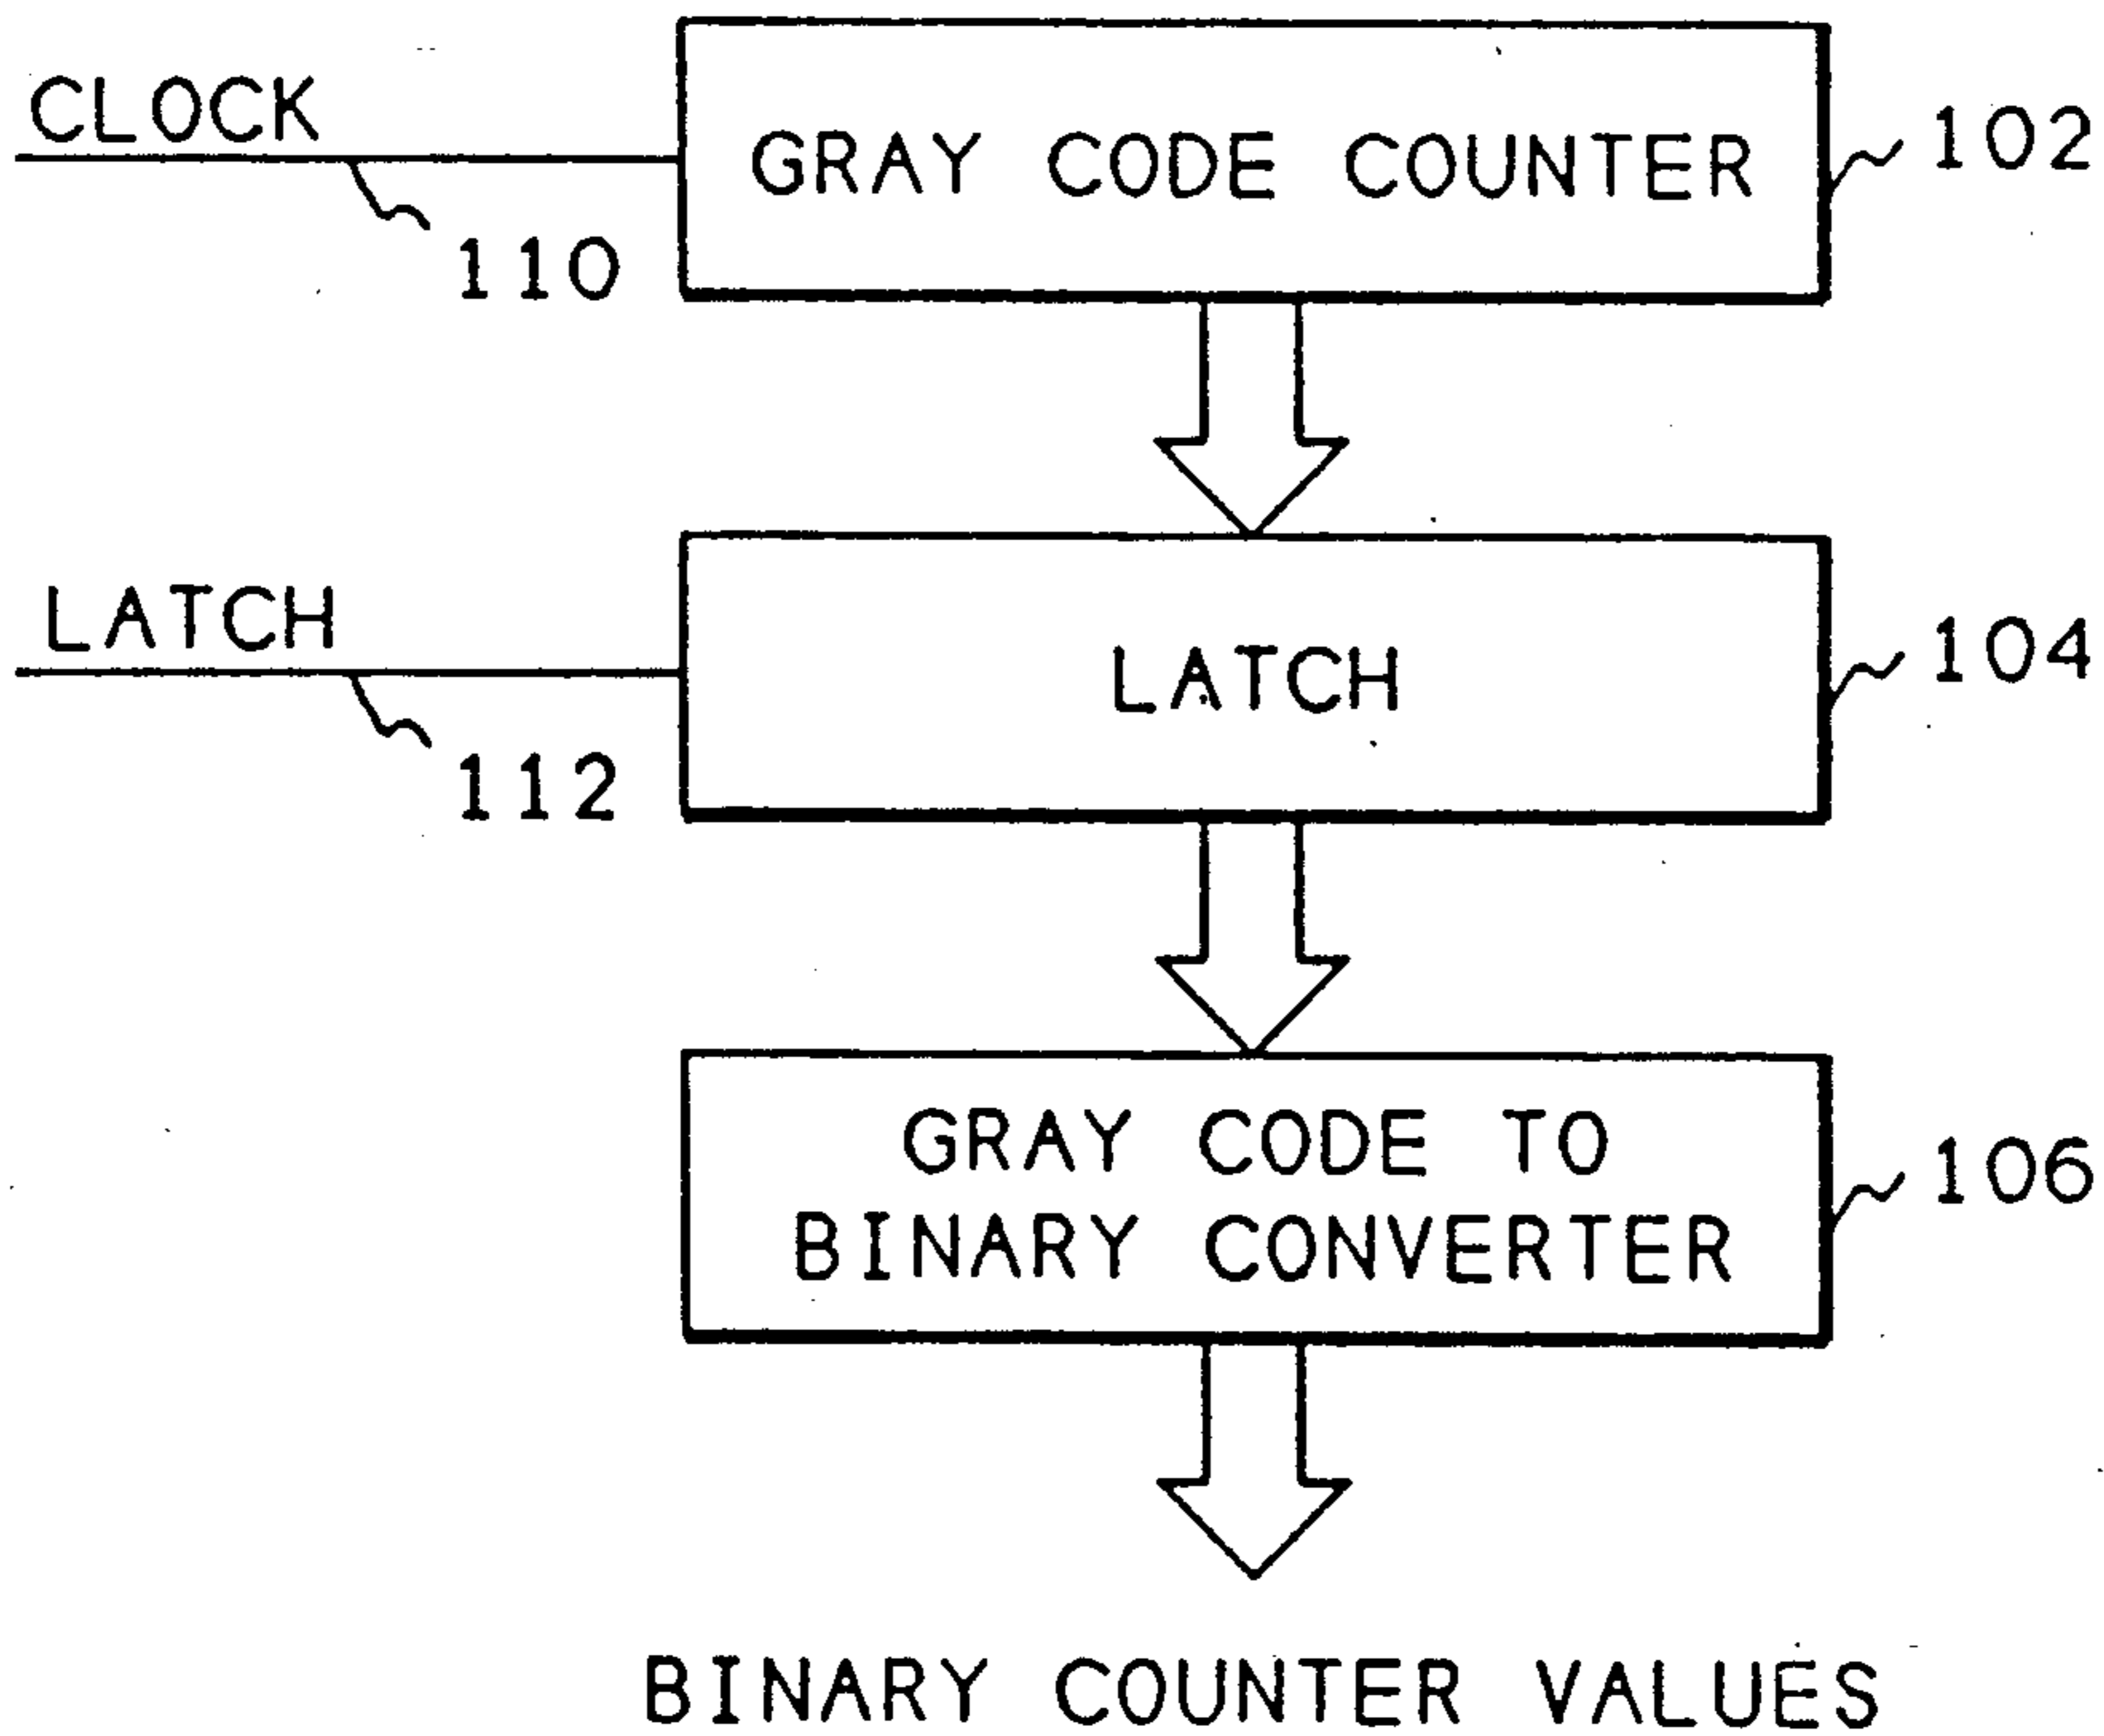 CLOCK
110
GRAY CODE COUNTER
102
LATCH
112
LATCH
104
GRAY CODE TO
BINARY CONVERTER
106
BINARY COUNTER VALUES